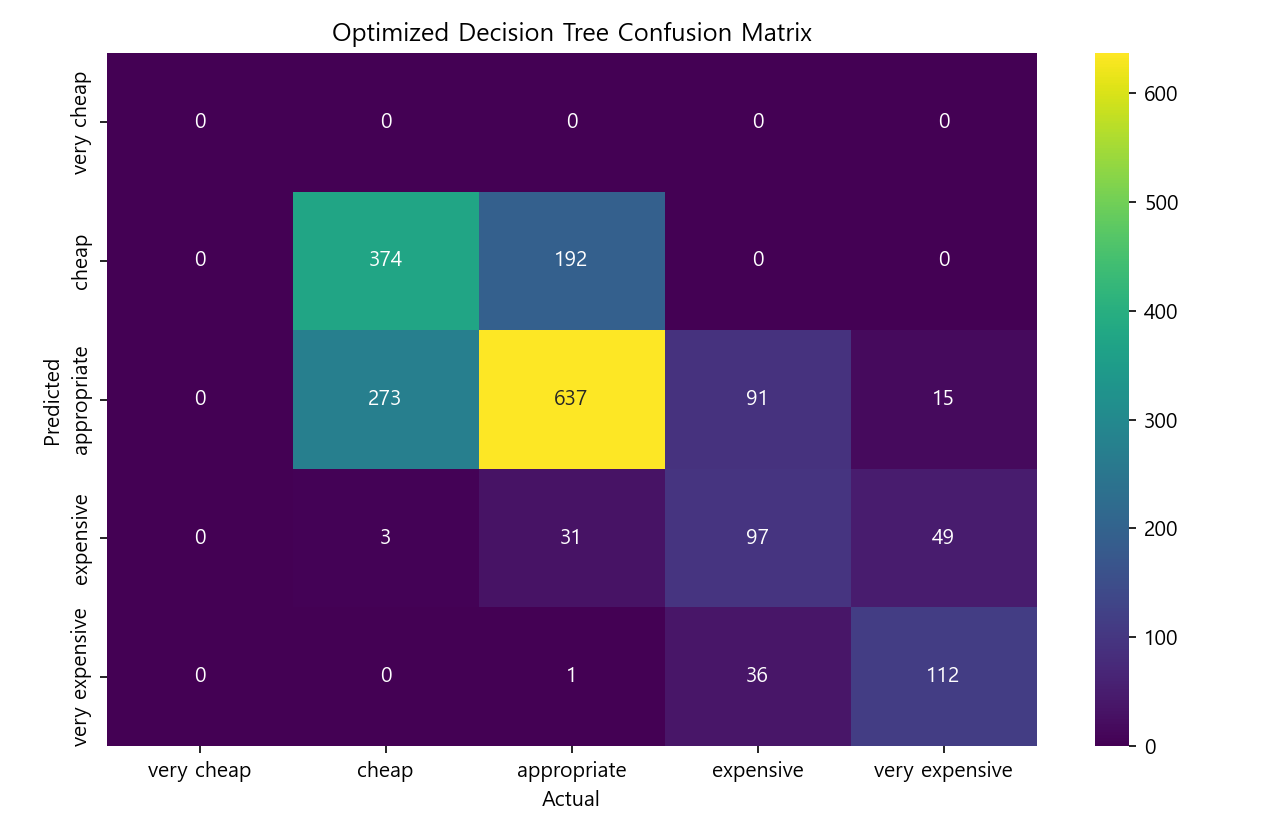 Optimized Decision Tree Confusion Matrix
Predicted
very cheap
0 0 0 0 0
cheap
0 374 192 0 0
appropriate
0 273 637 91 15
expensive
0 3 31 97 49
very expensive
0 0 1 36 112
very cheap cheap appropriate expensive very expensive
Actual
600
500
400
300
200
100
0